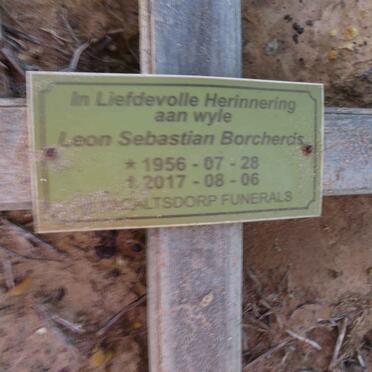 In Liefdevolle Herinnering
aan wyle
Leon Sebastian Borcherds
* 1956 - 07 - 28
† 2017 - 08 - 06
PACALTSDORP FUNERALS